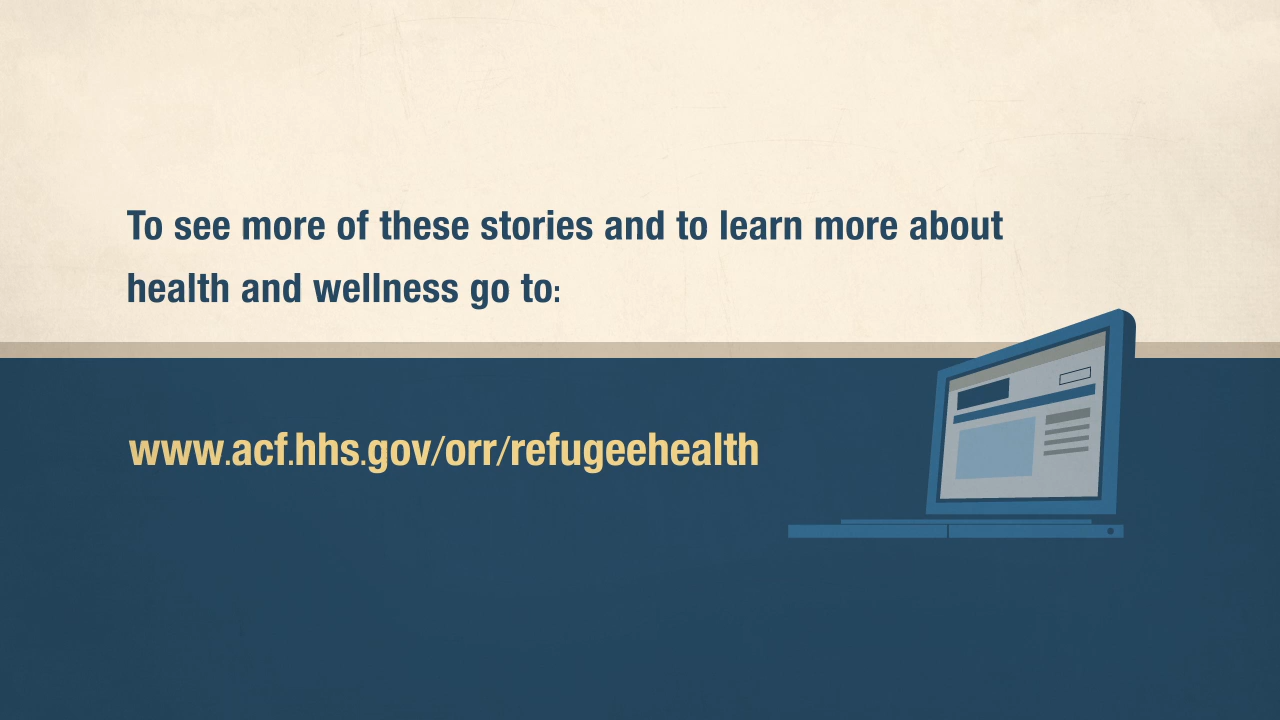 To see more of these stories and to learn more about
health and wellness go to:
www.acf.hhs.gov/orr/refugeehealth